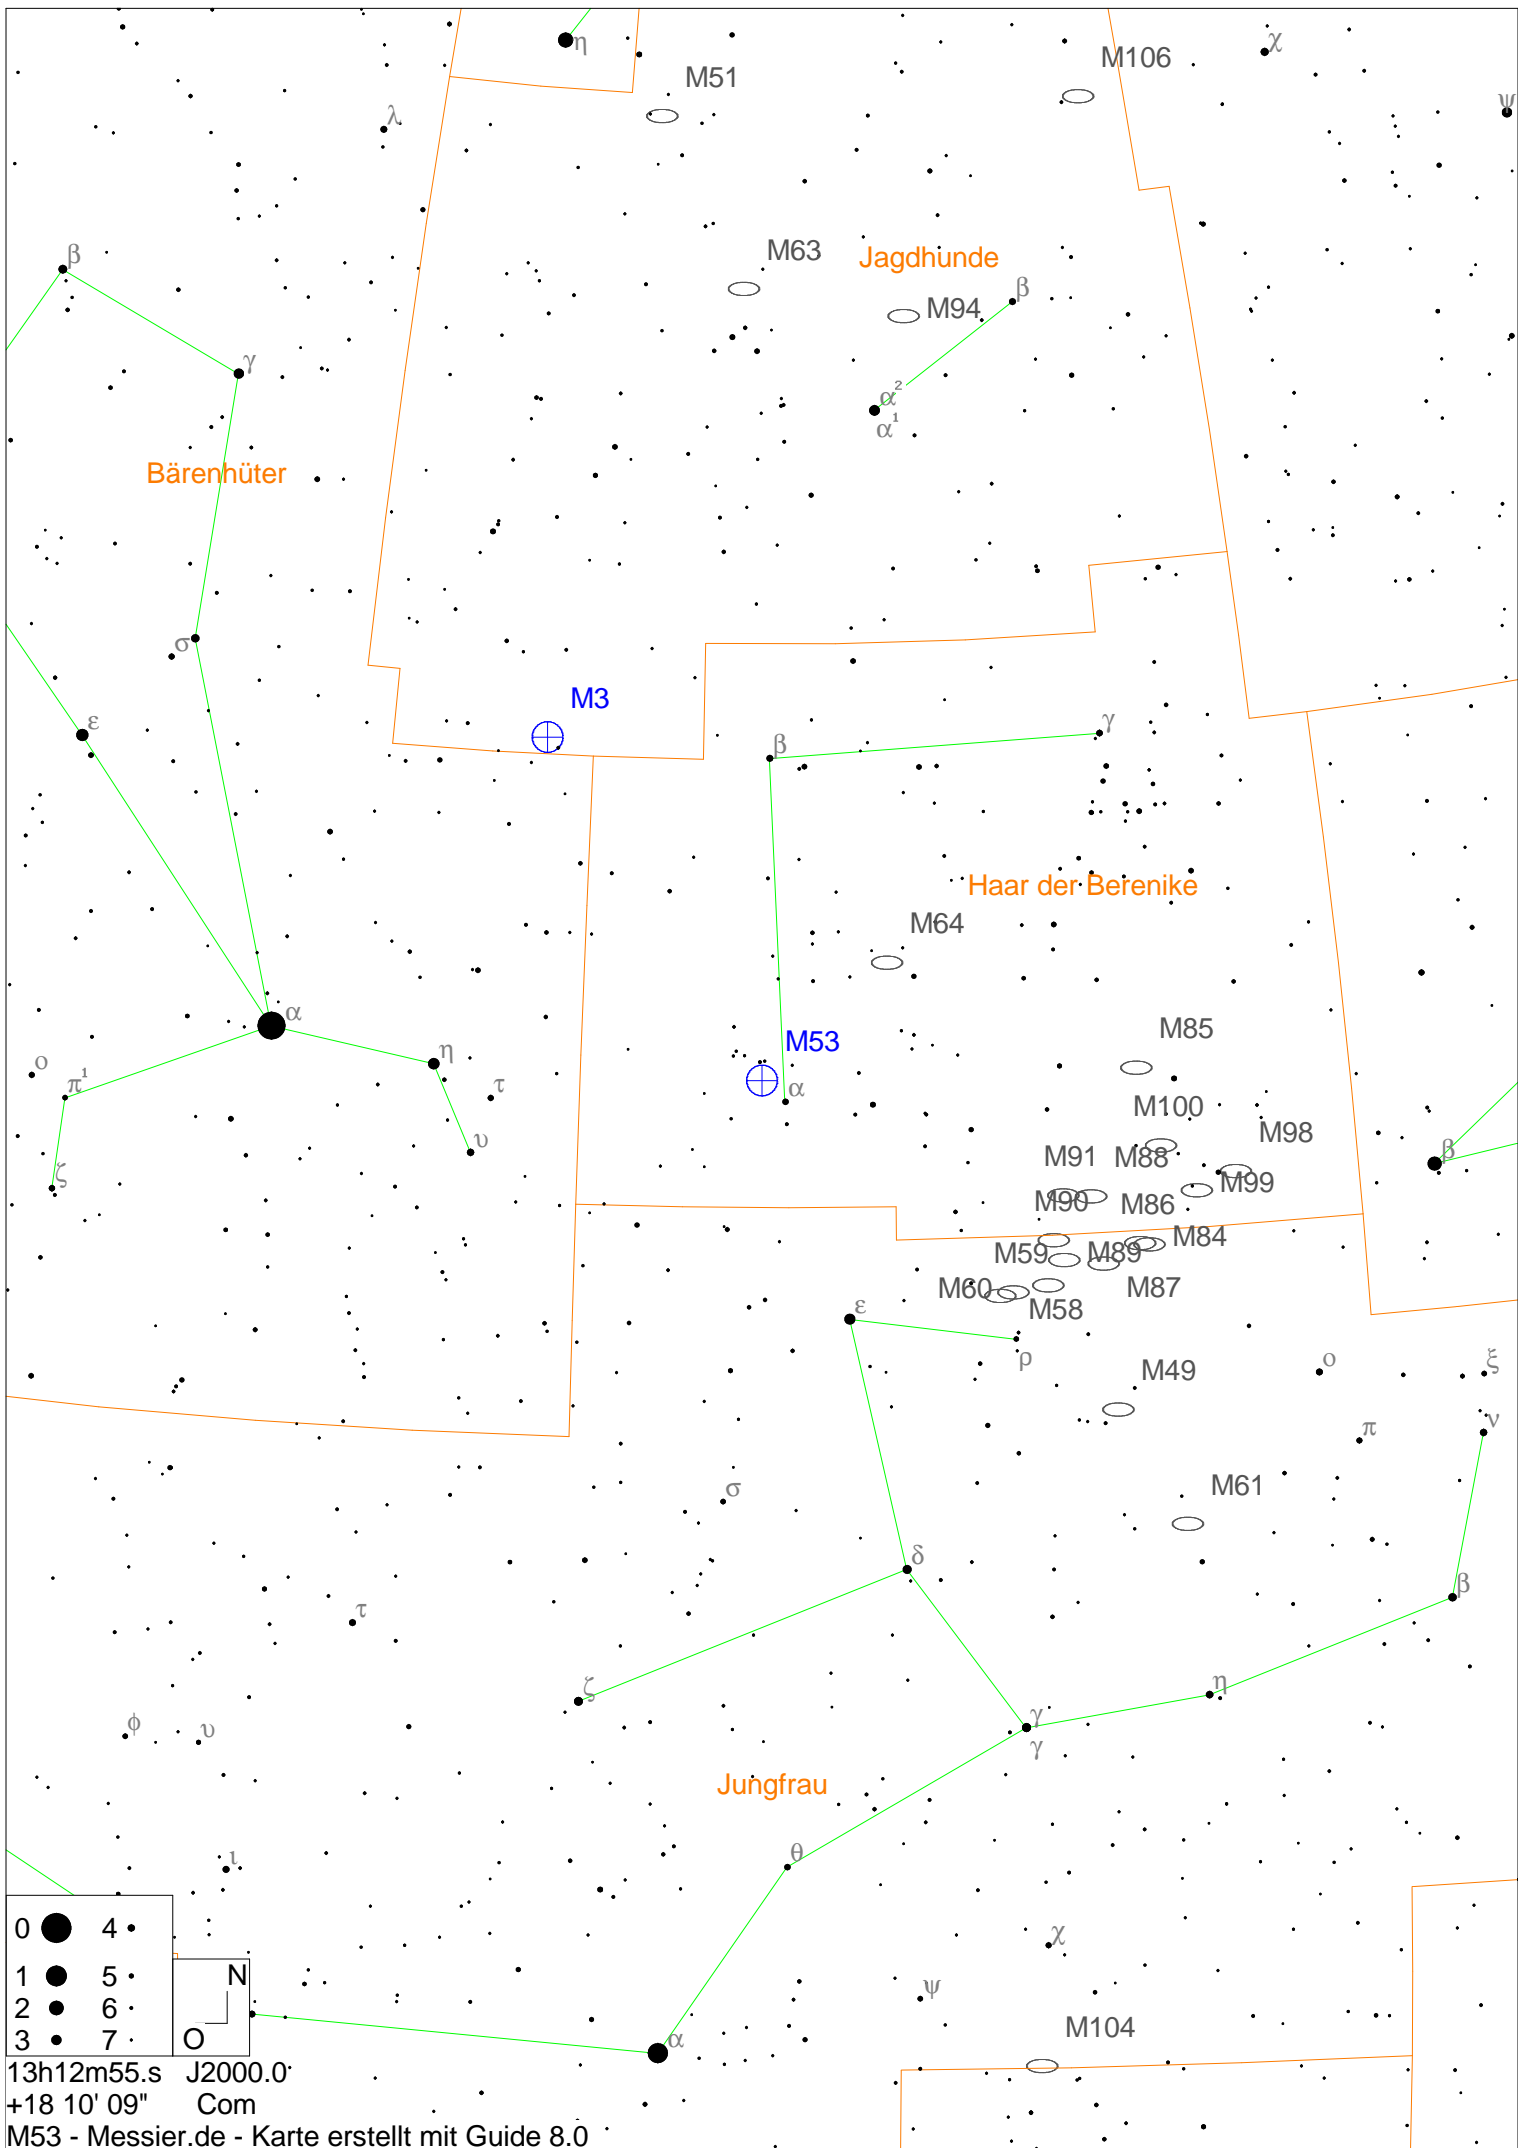 η
M51
M106
χ
ψ
λ
β
M63
Jagdhunde
β
M94
γ
α²
α¹
Bärenhüter
σ
M3
ε
β
γ
Haar der Berenike
M64
α
M53
M85
η
ο
π¹
τ
α
M100
M98
υ
M91
M88
β
ζ
M90
M86
M99
M59
M89
M84
M60
M58
M87
ε
ρ
M49
ο
ξ
π
ν
σ
M61
δ
β
τ
ζ
η
γ
γ
φ
υ
Jungfrau
θ
ι
χ
ψ
α
M104
0 4
1 5
2 6
3 7
N
O
13h12m55.s J2000.0
+18 10' 09" Com
M53 - Messier.de - Karte erstellt mit Guide 8.0